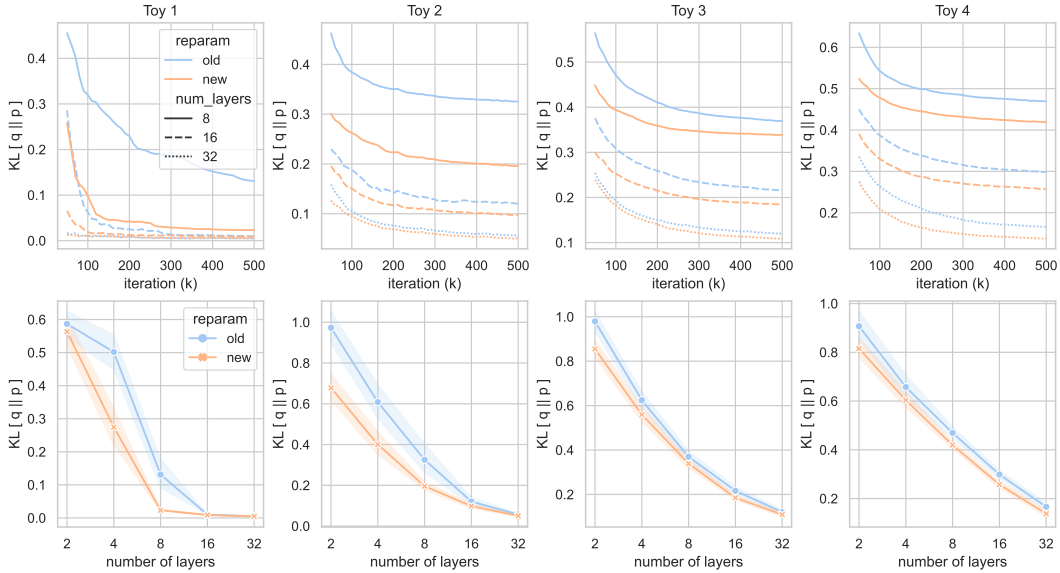 Toy 1
KL [ q || p ]
0.4
0.3
0.2
0.1
0.0
reparam
old
new
num_layers
8
16
32
100 200 300 400 500
iteration (k)
Toy 2
KL [ q || p ]
0.4
0.3
0.2
0.1
100 200 300 400 500
iteration (k)
Toy 3
KL [ q || p ]
0.5
0.4
0.3
0.2
0.1
100 200 300 400 500
iteration (k)
Toy 4
KL [ q || p ]
0.6
0.5
0.4
0.3
0.2
100 200 300 400 500
iteration (k)
KL [ q || p ]
0.6
0.5
0.4
0.3
0.2
0.1
0.0
reparam
old
new
2 4 8 16 32
number of layers
KL [ q || p ]
1.0
0.8
0.6
0.4
0.2
0.0
2 4 8 16 32
number of layers
KL [ q || p ]
1.0
0.8
0.6
0.4
0.2
2 4 8 16 32
number of layers
KL [ q || p ]
1.0
0.8
0.6
0.4
0.2
2 4 8 16 32
number of layers